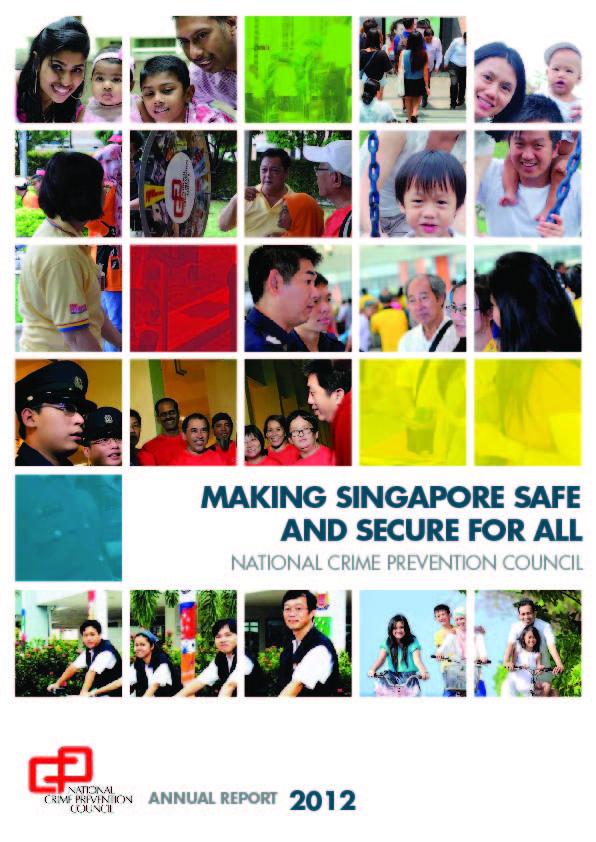 MAKING SINGAPORE SAFE
AND SECURE FOR ALL
NATIONAL CRIME PREVENTION COUNCIL
NATIONAL
CRIME PREVENTION
COUNCIL
ANNUAL REPORT 2012